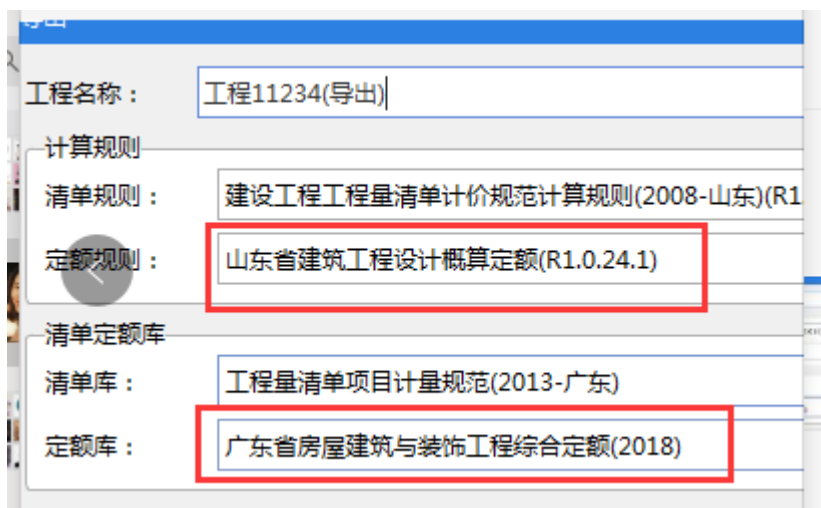 导出
工程名称：
工程11234(导出)
计算规则
清单规则：
建设工程工程量清单计价规范计算规则(2008-山东)(R1
定额规则：
山东省建筑工程设计概算定额(R1.0.24.1)
清单定额库
清单库：
工程量清单项目计量规范(2013-广东)
定额库：
广东省房屋建筑与装饰工程综合定额(2018)